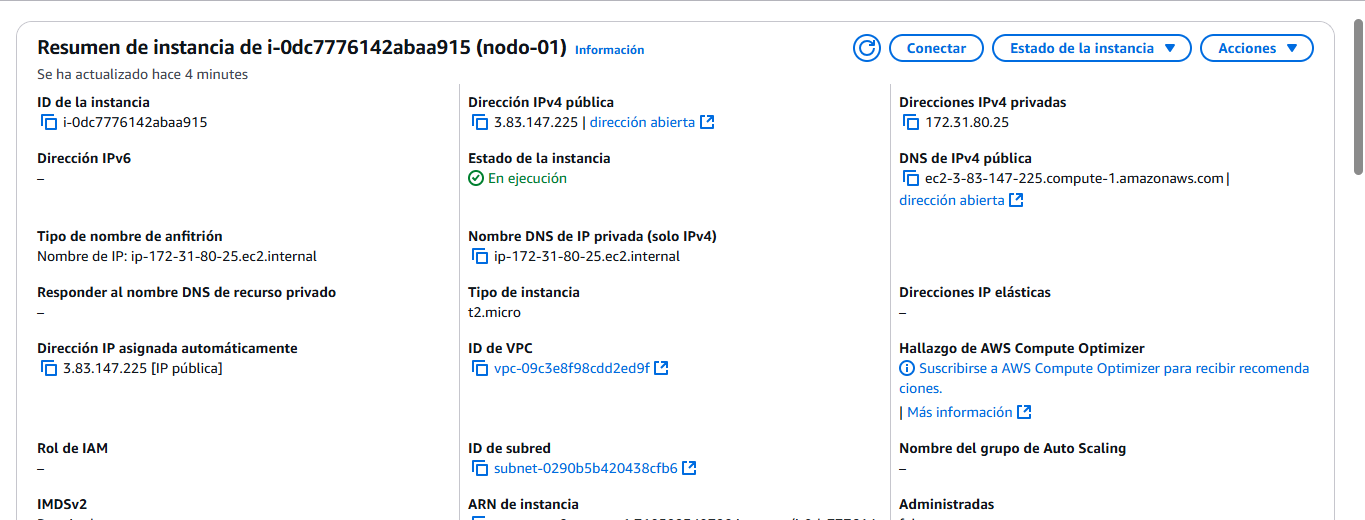 Resumen de instancia de i-0dc7776142abaa915 (nodo-01) Información
Conectar
Estado de la instancia
Acciones
Se ha actualizado hace 4 minutes
ID de la instancia
i-0dc7776142abaa915
Dirección IPv4 pública
3.83.147.225 | dirección abierta
Direcciones IPv4 privadas
172.31.80.25
Dirección IPv6
–
Estado de la instancia
En ejecución
DNS de IPv4 pública
ec2-3-83-147-225.compute-1.amazonaws.com |
dirección abierta
Tipo de nombre de anfitrión
Nombre de IP: ip-172-31-80-25.ec2.internal
Nombre DNS de IP privada (solo IPv4)
ip-172-31-80-25.ec2.internal
Responder al nombre DNS de recurso privado
–
Tipo de instancia
t2.micro
Direcciones IP elásticas
–
Dirección IP asignada automáticamente
3.83.147.225 [IP pública]
ID de VPC
vpc-09c3e8f98cdd2ed9f
Hallazgo de AWS Compute Optimizer
Suscribirse a AWS Compute Optimizer para recibir recomenda
ciones.
| Más información
Rol de IAM
–
ID de subred
subnet-0290b5b420438cfb6
Nombre del grupo de Auto Scaling
–
IMDSv2
ARN de instancia
Administradas